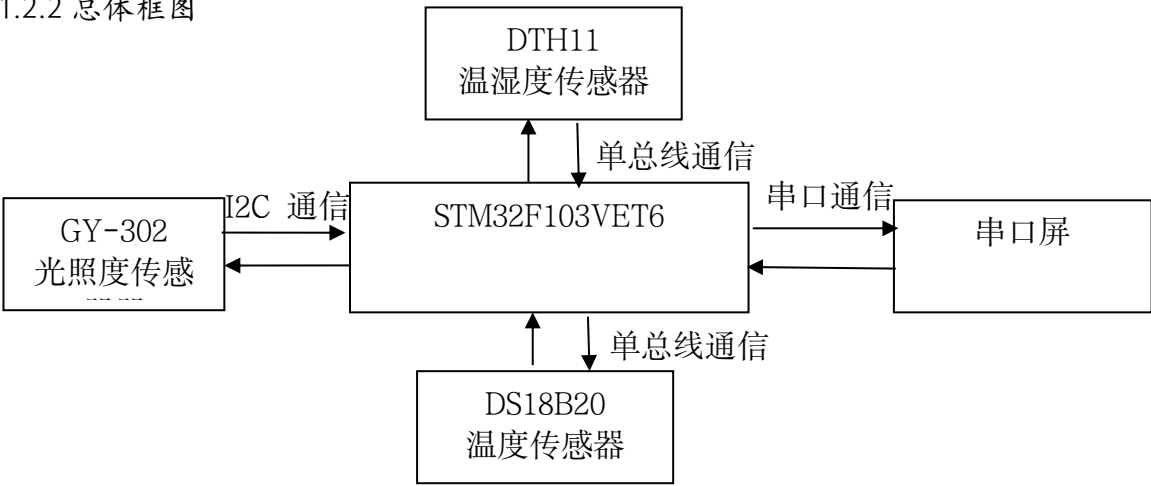 1.2.2 总体框图
DTH11
温湿度传感器
单总线通信
I2C 通信
STM32F103VET6
串口通信
GY-302
光照度传感
串口屏
单总线通信
DS18B20
温度传感器